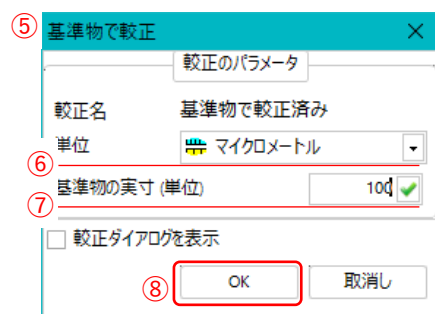 ⑤ 基準物で較正
較正のパラメータ
較正名 基準物で較正済み
単位 マイクロメートル
⑥
基準物の実寸 (単位) 100
⑦
較正ダイアログを表示
⑧ OK 取消し